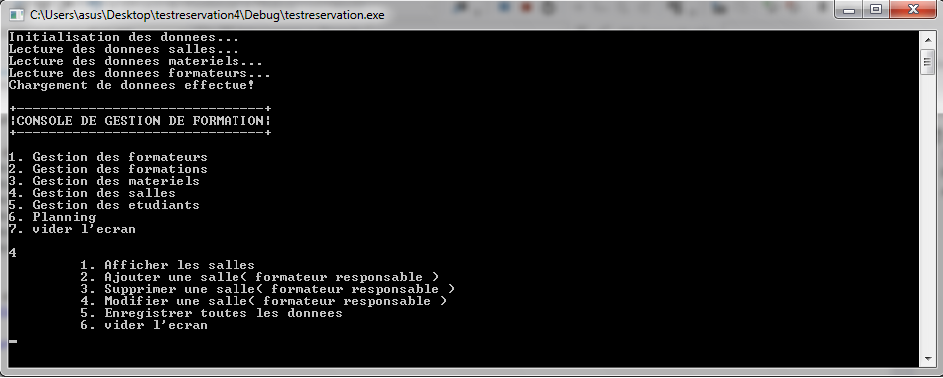 C:\Users\asus\Desktop\testreservation4\Debug\testreservation.exe
Initialisation des donnees...
Lecture des donnees salles...
Lecture des donnees materiels...
Lecture des donnees formateurs...
Chargement de donnees effectue!
+-------------------------------+
¦CONSOLE DE GESTION DE FORMATION¦
+-------------------------------+
1. Gestion des formateurs
2. Gestion des formations
3. Gestion des materiels
4. Gestion des salles
5. Gestion des etudiants
6. Planning
7. vider l'ecran
4
1. Afficher les salles
2. Ajouter une salle( formateur responsable )
3. Supprimer une salle( formateur responsable )
4. Modifier une salle( formateur responsable )
5. Enregistrer toutes les donnees
6. vider l'ecran